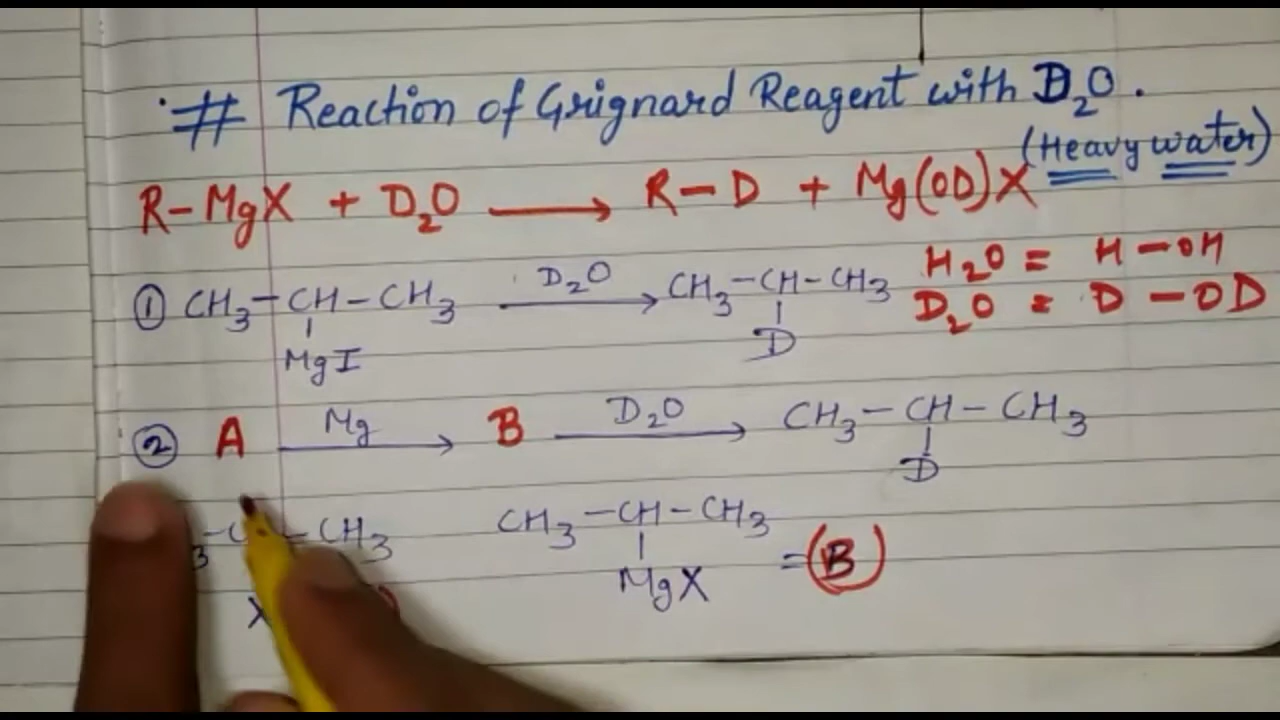 # Reaction of Grignard Reagent with D₂O.
(Heavy water)
R-MgX + D₂O ⟶ R-D + Mg(OD)X
H₂O = H-OH
① CH₃-CH-CH₃ D₂O ⟶ CH₃-CH-CH₃ D₂O = D-OD
MgI D
② A Mg ⟶ B D₂O ⟶ CH₃-CH-CH₃
D
₃-C -CH₃ CH₃-CH-CH₃
X MgX =(B)